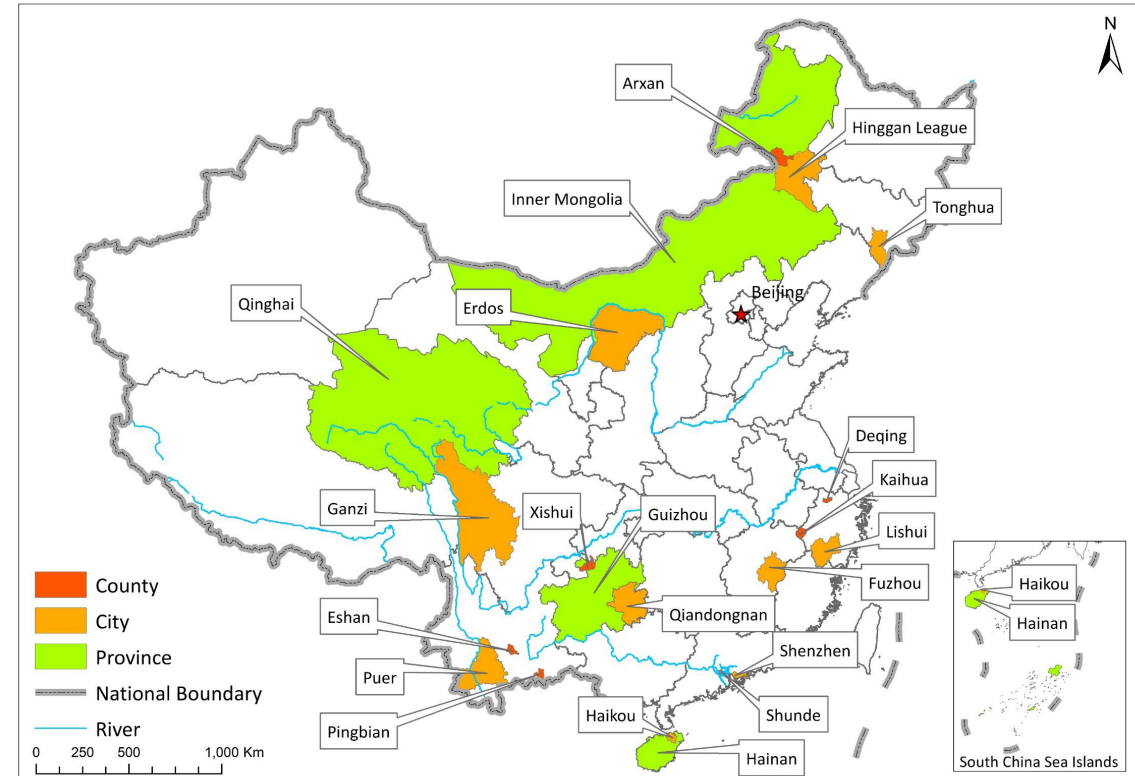 N
Arxan
Hinggan League
Inner Mongolia
Tonghua
Beijing
Qinghai
Erdos
Deqing
Kaihua
Ganzi
Xishui
Guizhou
Lishui
Fuzhou
Haikou
Hainan
Eshan
Qiandongnan
Shenzhen
Puer
Pingbian
Haikou
Shunde
Hainan
South China Sea Islands
County
City
Province
National Boundary
River
0 250 500 1,000 Km